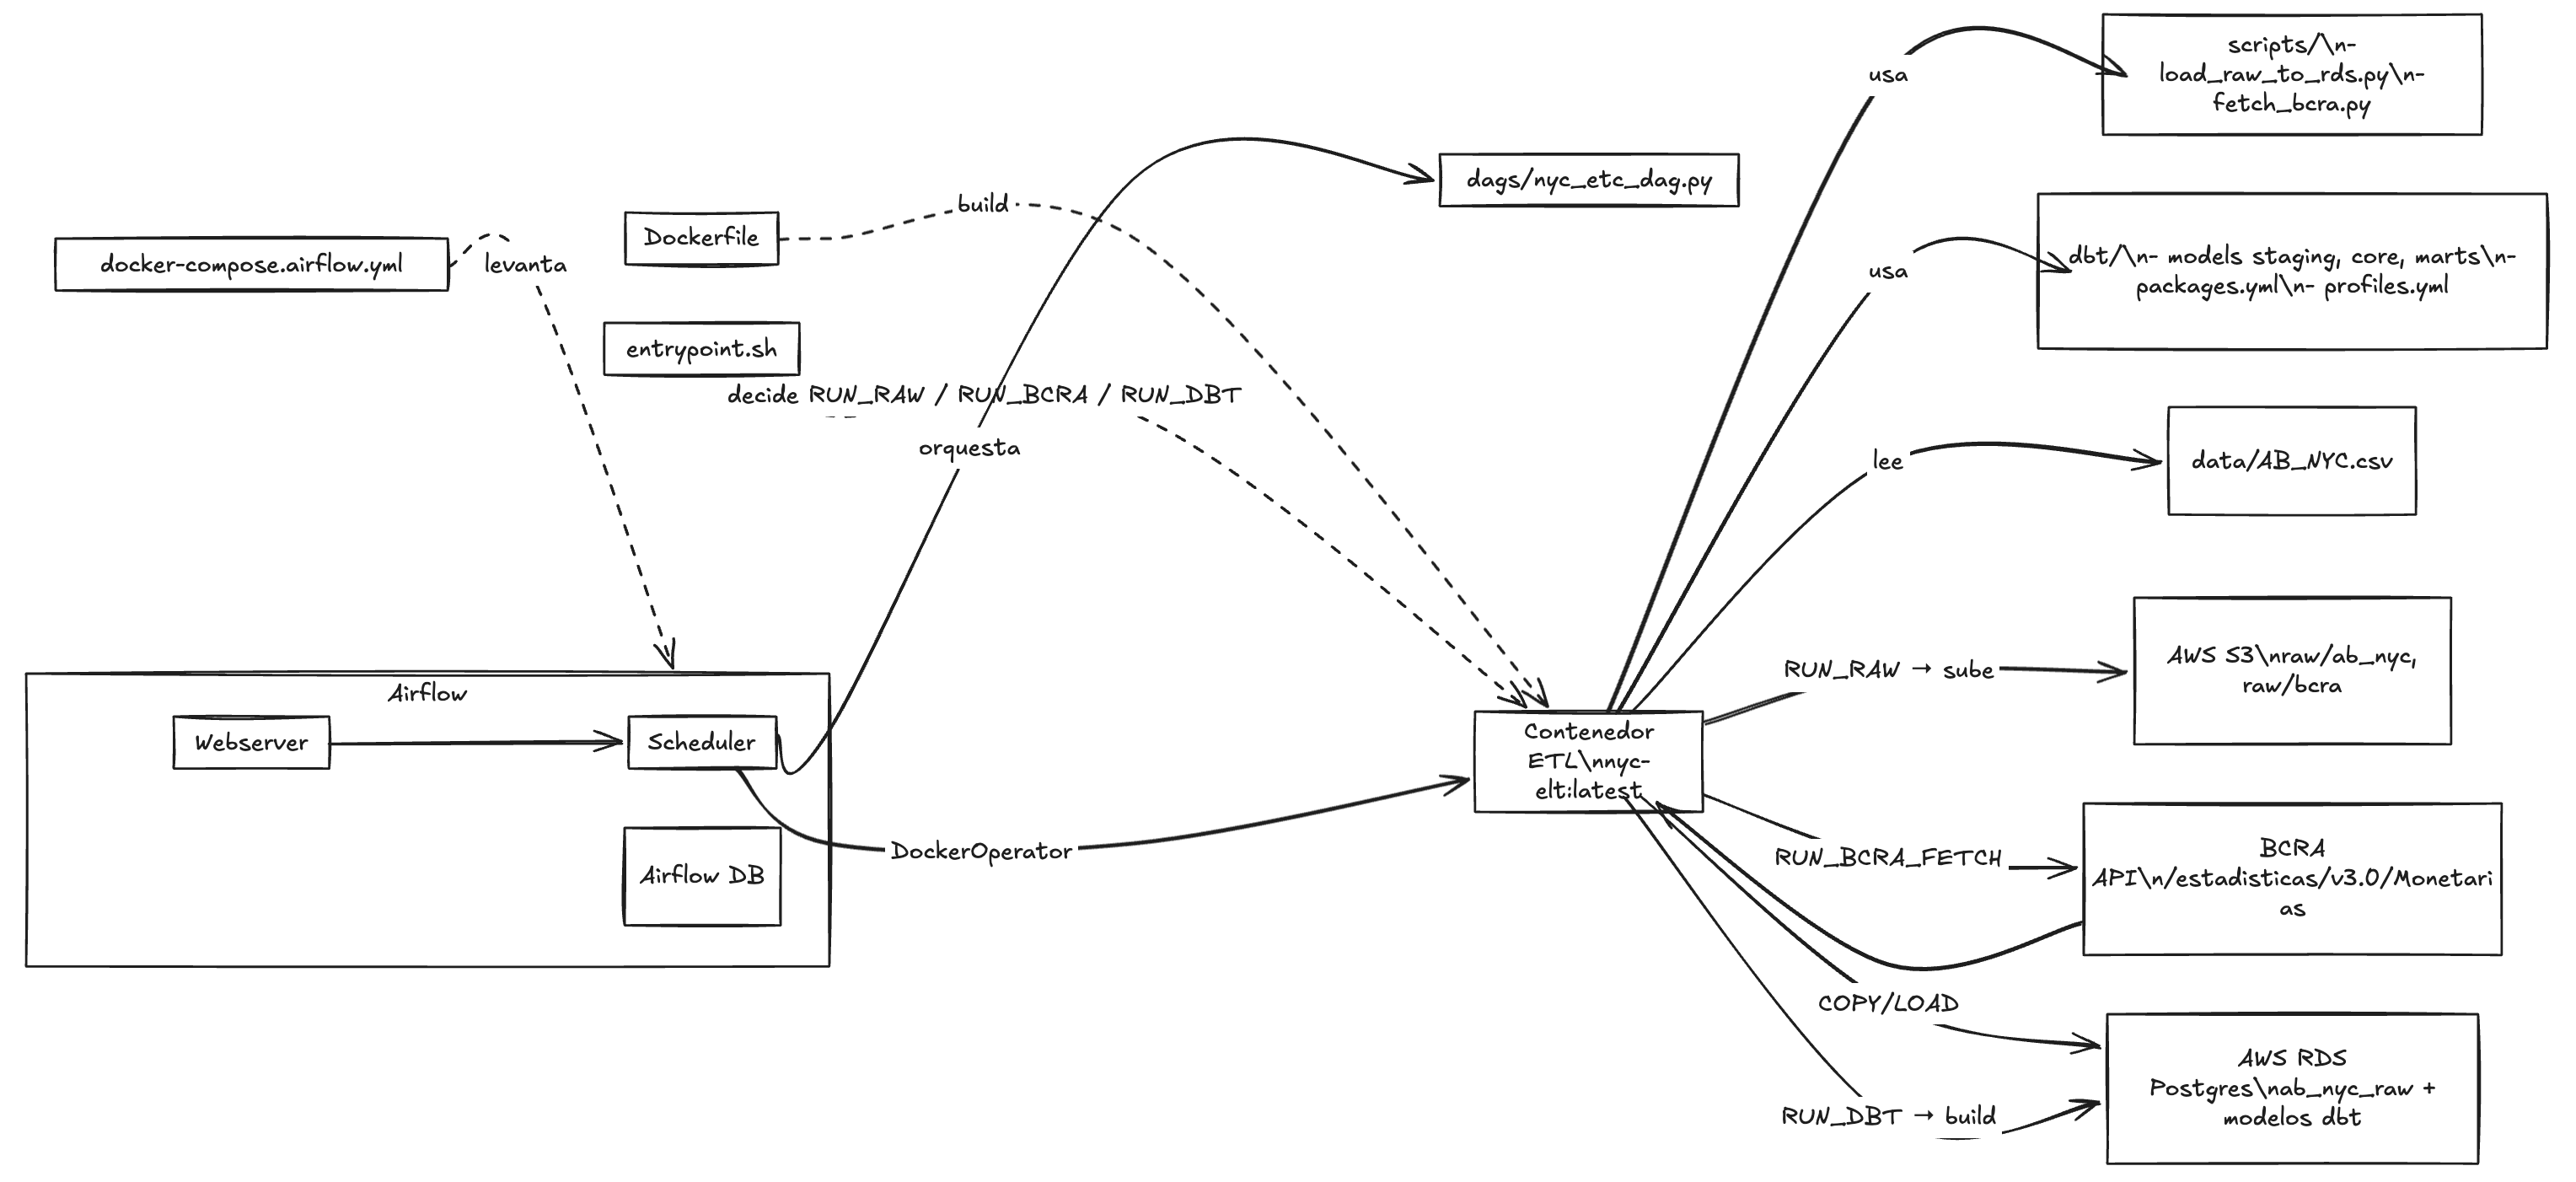 scripts/\n-
load_raw_to_rds.py\n-
fetch_bcra.py
usa
dags/nyc_etc_dag.py
build
Dockerfile
docker-compose.airflow.yml
levanta
usa
dbt/\n- models staging, core, marts\n-
packages.yml\n- profiles.yml
entrypoint.sh
decide RUN_RAW / RUN_BCRA / RUN_DBT
orquesta
lee
data/AB_NYC.csv
RUN_RAW → sube
AWS S3\nraw/ab_nyc,
raw/bcra
Airflow
Webserver
Scheduler
Airflow DB
DockerOperator
Contenedor
ETL\nnyc-
elt:latest
RUN_BCRA_FETCH
BCRA
API\n/estadisticas/v3.0/Monetari
as
COPY/LOAD
AWS RDS
Postgres\nab_nyc_raw +
modelos dbt
RUN_DBT → build